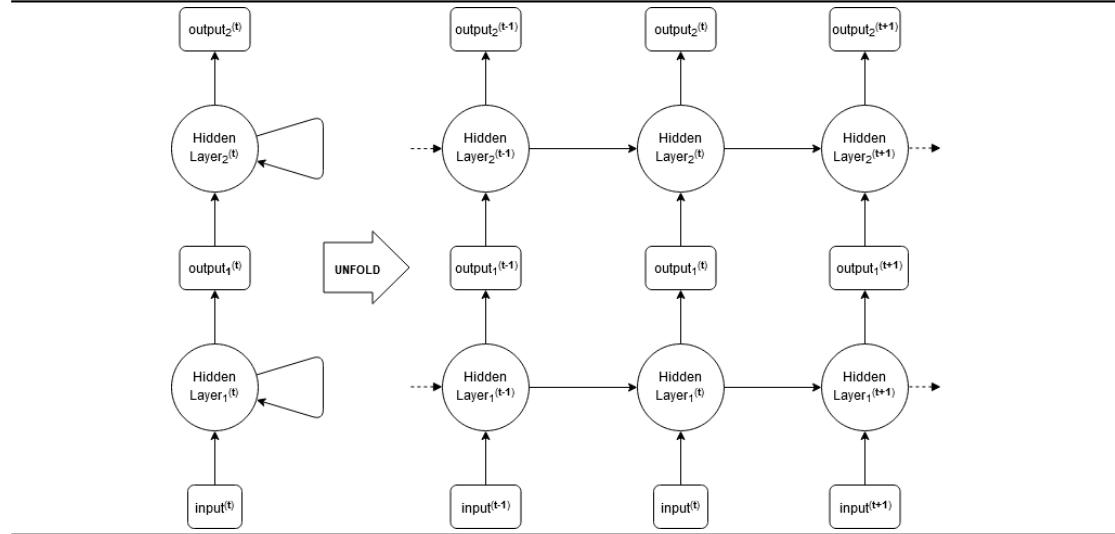 output₂⁽ᵗ⁾ output₂⁽ᵗ⁻¹⁾ output₂⁽ᵗ⁾ output₂⁽ᵗ⁺¹⁾
Hidden Hidden Hidden Hidden
Layer₂⁽ᵗ⁾ Layer₂⁽ᵗ⁻¹⁾ Layer₂⁽ᵗ⁾ Layer₂⁽ᵗ⁺¹⁾
output₁⁽ᵗ⁾ UNFOLD output₁⁽ᵗ⁻¹⁾ output₁⁽ᵗ⁾ output₁⁽ᵗ⁺¹⁾
Hidden Hidden Hidden Hidden
Layer₁⁽ᵗ⁾ Layer₁⁽ᵗ⁻¹⁾ Layer₁⁽ᵗ⁾ Layer₁⁽ᵗ⁺¹⁾
input⁽ᵗ⁾ input⁽ᵗ⁻¹⁾ input⁽ᵗ⁾ input⁽ᵗ⁺¹⁾